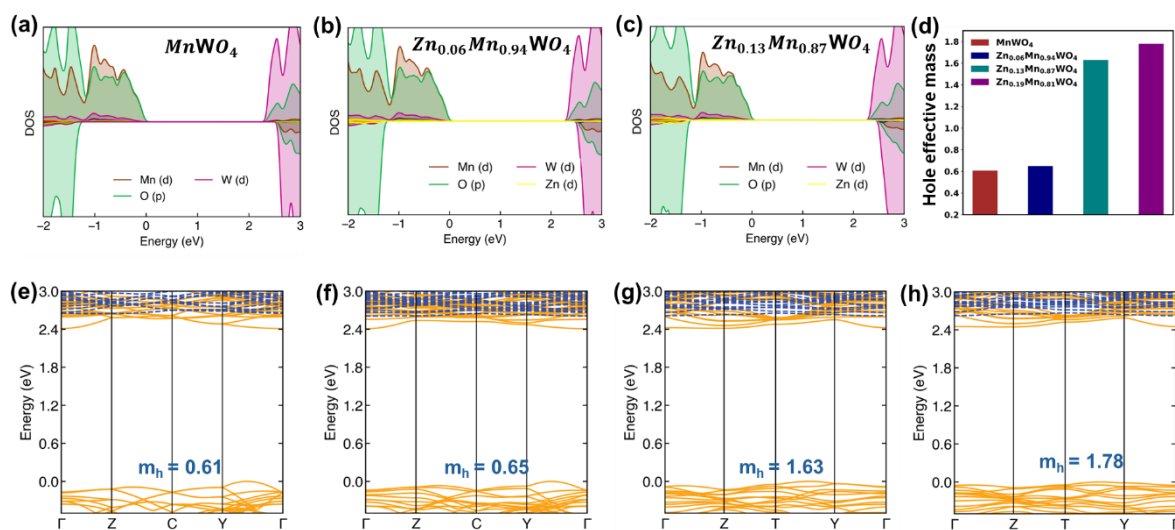 (a)
MnWO₄
DOS
Mn (d)
W (d)
O (p)
−2 −1 0 1 2 3
Energy (eV)
(b)
Zn₀.₀₆Mn₀.₉₄WO₄
DOS
Mn (d)
W (d)
O (p)
Zn (d)
−2 −1 0 1 2 3
Energy (eV)
(c)
Zn₀.₁₃Mn₀.₈₇WO₄
DOS
Mn (d)
W (d)
O (p)
Zn (d)
−2 −1 0 1 2 3
Energy (eV)
(d)
Hole effective mass
1.8
1.6
1.4
1.2
1.0
0.8
0.6
0.4
0.2
MnWO₄
Zn₀.₀₆Mn₀.₉₄WO₄
Zn₀.₁₃Mn₀.₈₇WO₄
Zn₀.₁₉Mn₀.₈₁WO₄
(e)
Energy (eV)
3.0
2.4
1.8
1.2
0.6
0.0
mₕ = 0.61
Γ Z C Y Γ
(f)
Energy (eV)
3.0
2.4
1.8
1.2
0.6
0.0
mₕ = 0.65
Γ Z C Y Γ
(g)
Energy (eV)
3.0
2.4
1.8
1.2
0.6
0.0
mₕ = 1.63
Γ Z T Y Γ
(h)
Energy (eV)
3.0
2.4
1.8
1.2
0.6
0.0
mₕ = 1.78
Γ Z T Y Γ